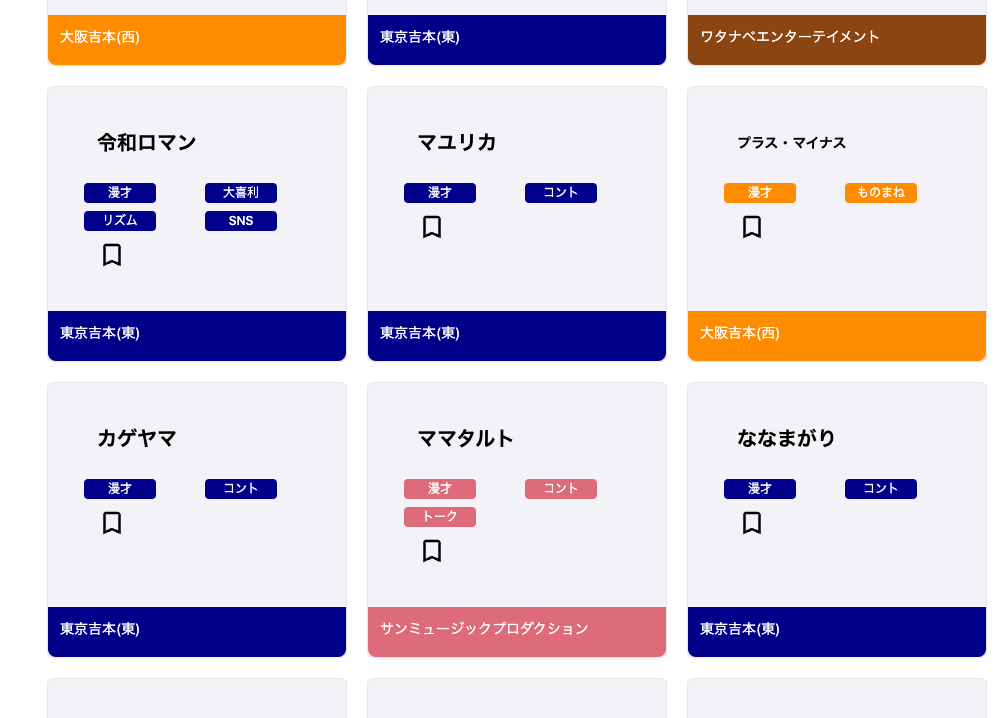 大阪吉本(西)
東京吉本(東)
ワタナベエンターテイメント
令和ロマン
漫才
大喜利
リズム
SNS
東京吉本(東)
マユリカ
漫才
コント
東京吉本(東)
プラス・マイナス
漫才
ものまね
大阪吉本(西)
カゲヤマ
漫才
コント
東京吉本(東)
ママタルト
漫才
コント
トーク
サンミュージックプロダクション
ななまがり
漫才
コント
東京吉本(東)